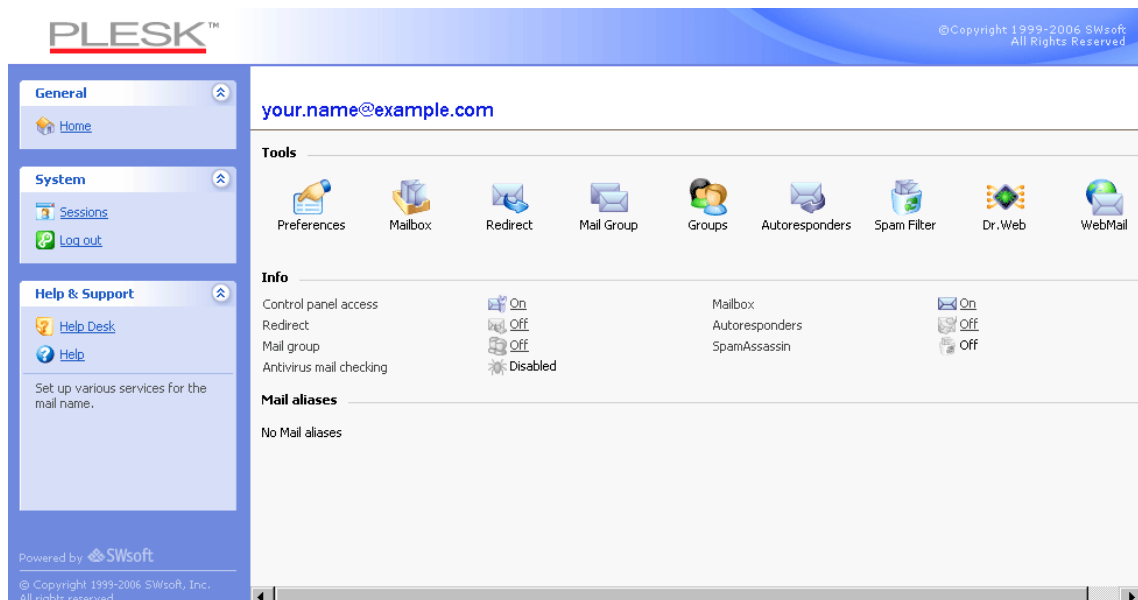 PLESK™
©Copyright 1999-2006 SWsoft
All Rights Reserved
General
Home
System
Sessions
Log out
Help & Support
Help Desk
Help
Set up various services for the
mail name.
Powered by SWsoft
© Copyright 1999-2006 SWsoft, Inc.
All rights reserved
your.name@example.com
Tools
Preferences Mailbox Redirect Mail Group Groups Autoresponders Spam Filter Dr.Web WebMail
Info
Control panel access On Mailbox On
Redirect Off Autoresponders Off
Mail group Off SpamAssassin Off
Antivirus mail checking Disabled
Mail aliases
No Mail aliases